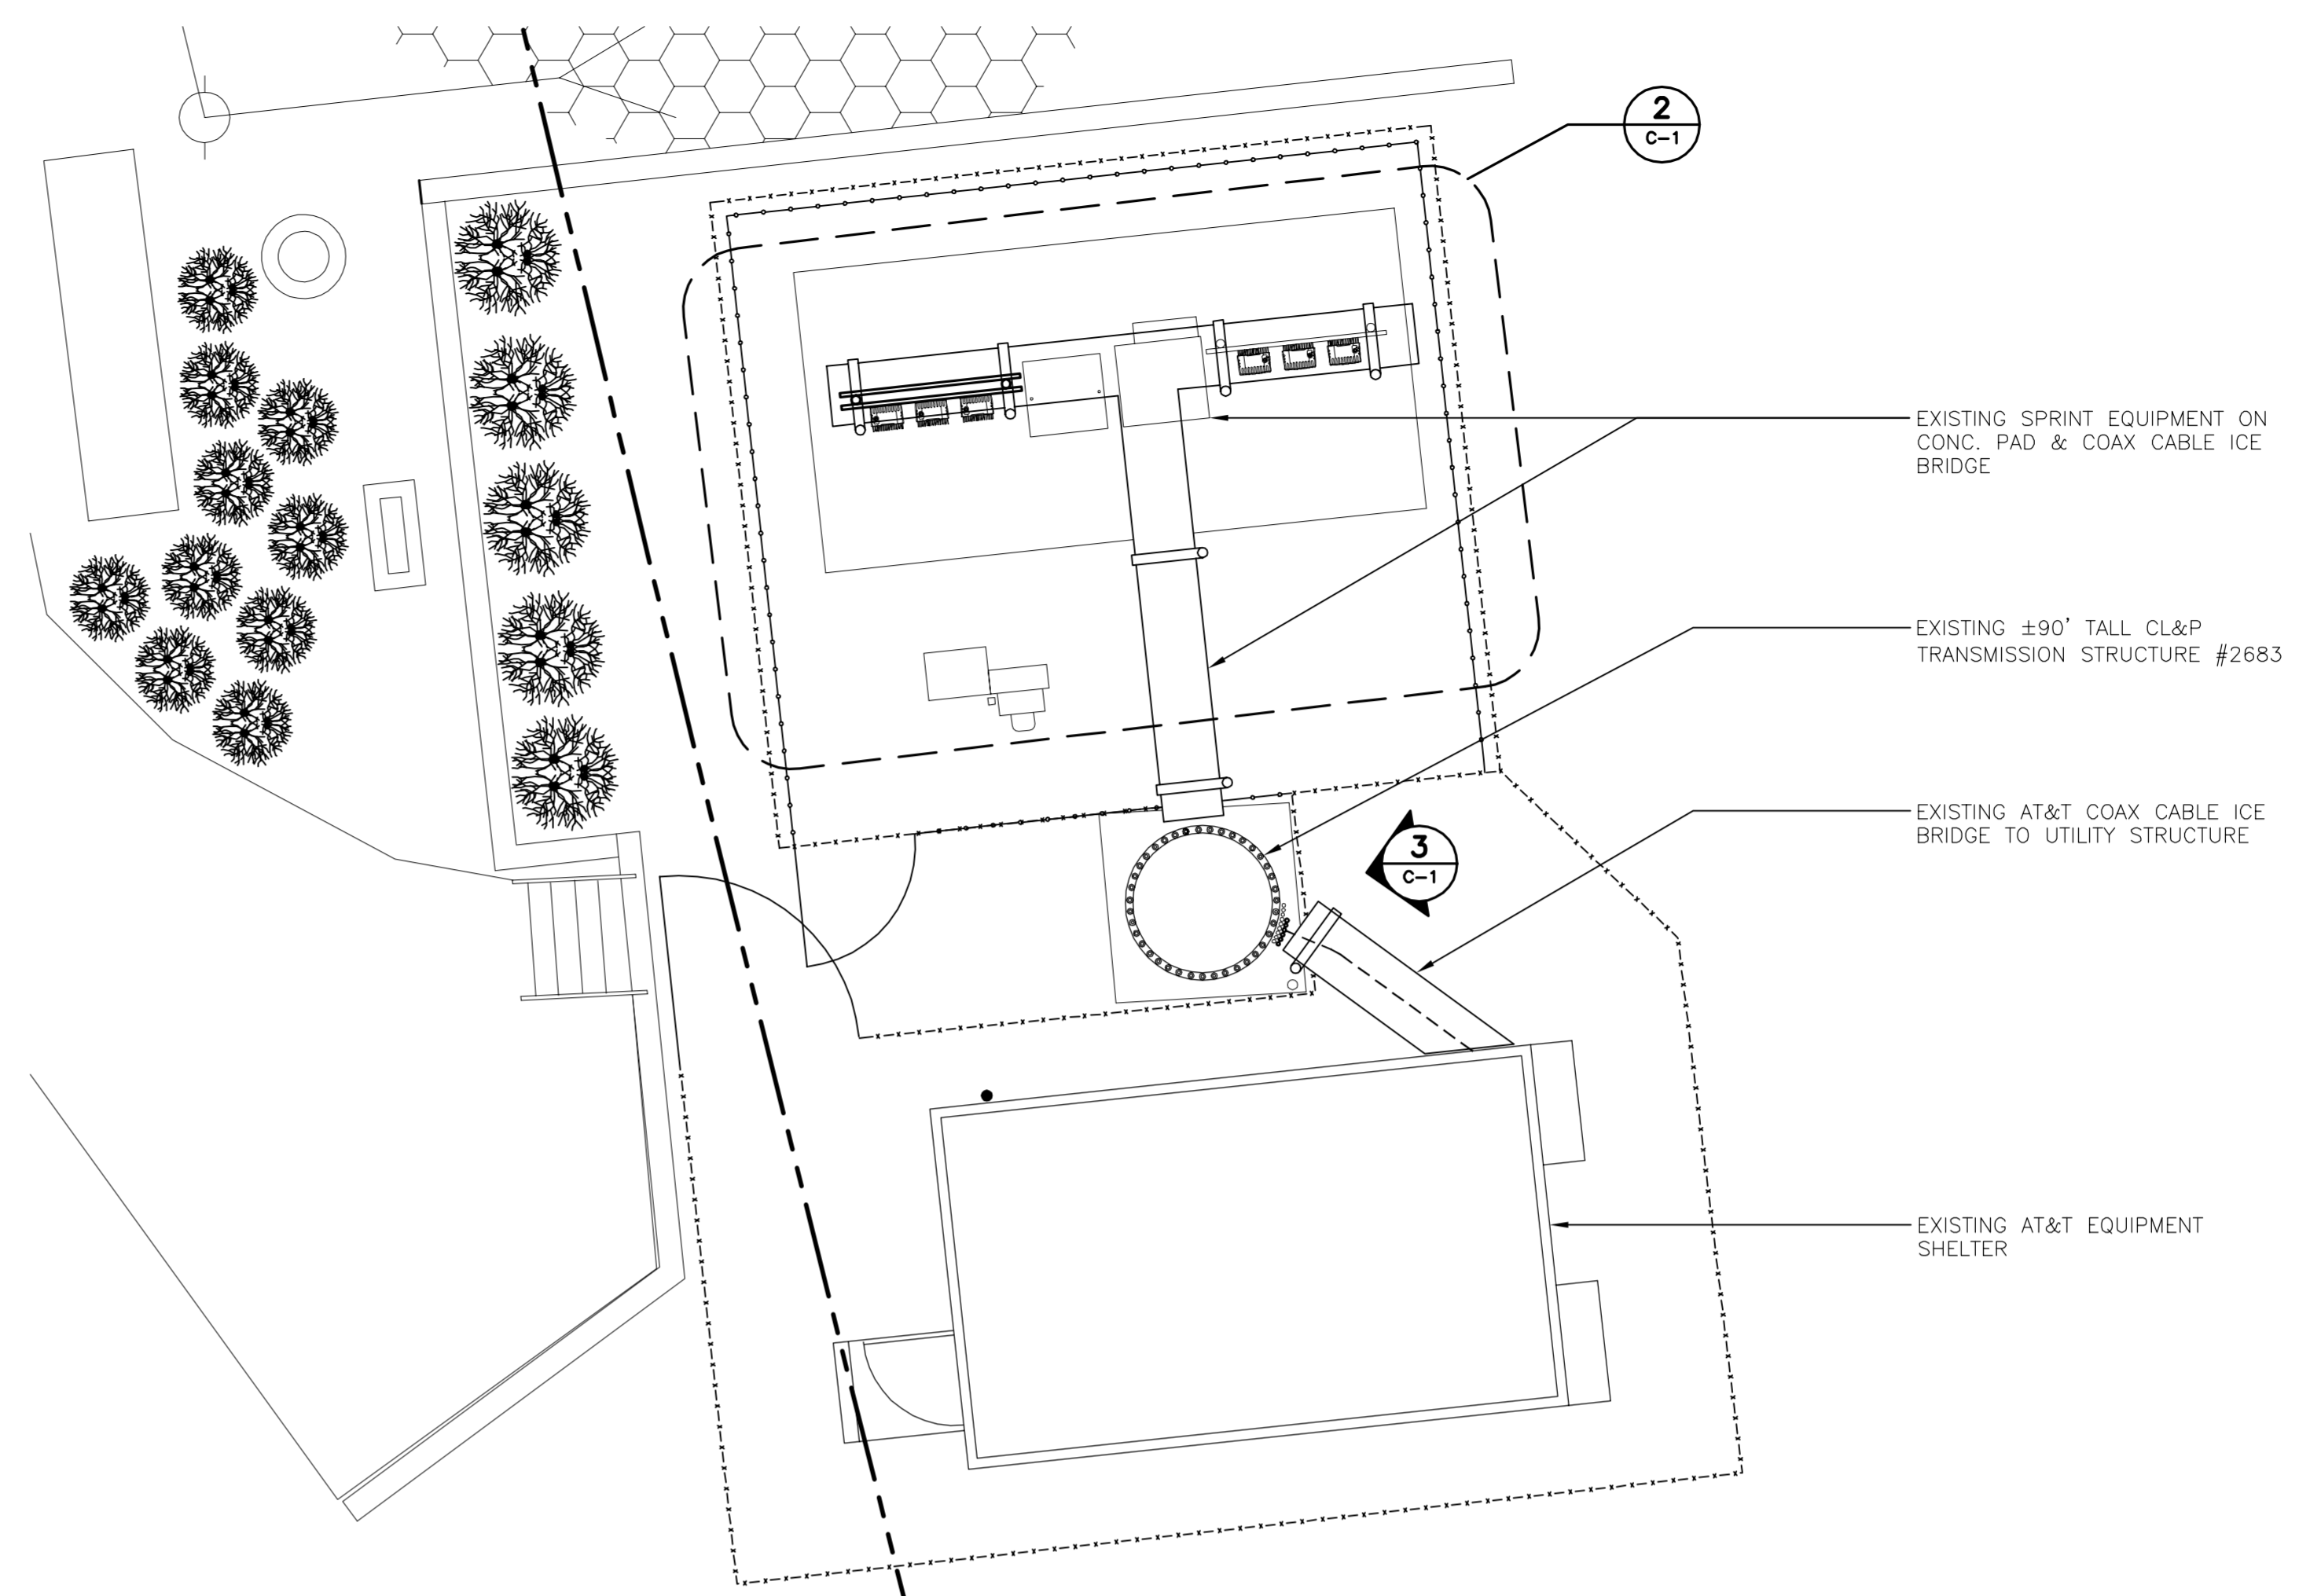 2
C-1
EXISTING SPRINT EQUIPMENT ON
CONC. PAD & COAX CABLE ICE
BRIDGE
EXISTING ±90' TALL CL&P
TRANSMISSION STRUCTURE #2683
EXISTING AT&T COAX CABLE ICE
BRIDGE TO UTILITY STRUCTURE
3
C-1
EXISTING AT&T EQUIPMENT
SHELTER